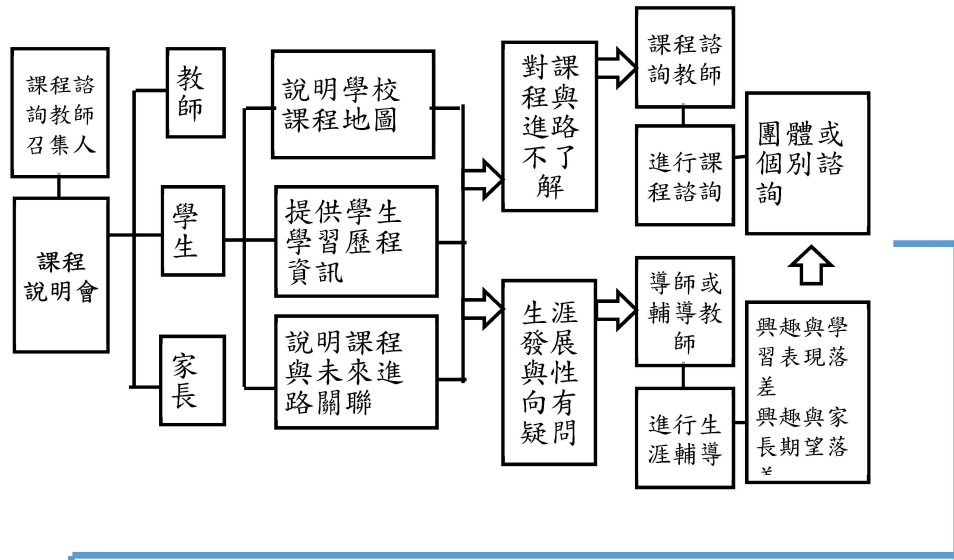 課程諮
詢教師
召集人
課程
說明會
教
師
學
生
家
長
說明學校
課程地圖
提供學生
學習歷程
資訊
說明課程
與未來進
路關聯
對課
程與
進路
不了
解
生涯
發展
與性
向有
疑問
課程諮
詢教師
進行課
程諮詢
團體或
個別諮
詢
導師或
輔導教
師
進行生
涯輔導
興趣與學
習表現落
差
興趣與家
長期望落